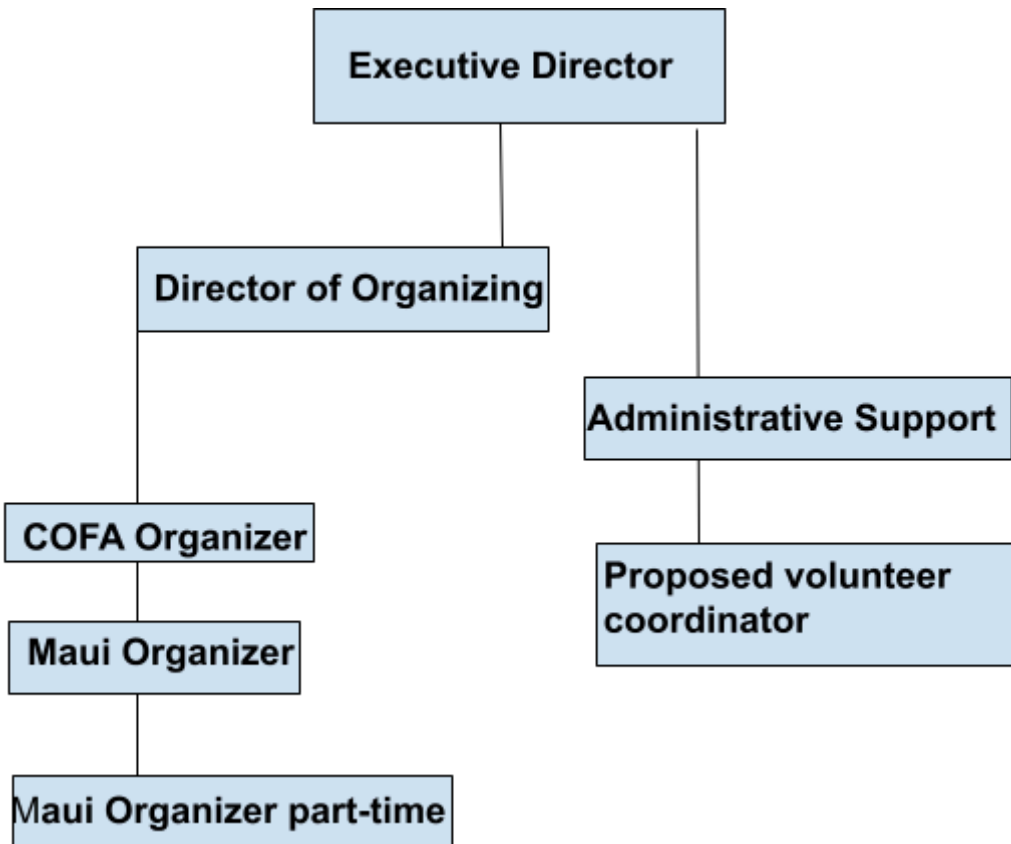 Executive Director
Director of Organizing
Administrative Support
COFA Organizer
Proposed volunteer
coordinator
Maui Organizer
Maui Organizer part-time